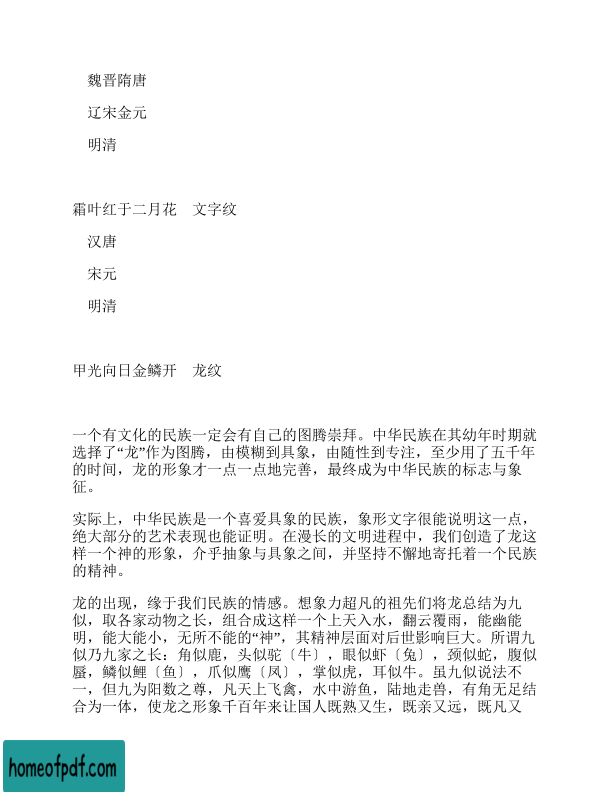 魏晋隋唐
辽宋金元
明清
霜叶红于二月花　文字纹
汉唐
宋元
明清
甲光向日金鳞开　龙纹
一个有文化的民族一定会有自己的图腾崇拜。中华民族在其幼年时期就
选择了“龙”作为图腾，由模糊到具象，由随性到专注，至少用了五千年
的时间，龙的形象才一点一点地完善，最终成为中华民族的标志与象
征。
实际上，中华民族是一个喜爱具象的民族，象形文字很能说明这一点，
绝大部分的艺术表现也能证明。在漫长的文明进程中，我们创造了龙这
样一个神的形象，介乎抽象与具象之间，并坚持不懈地寄托着一个民族
的精神。
龙的出现，缘于我们民族的情感。想象力超凡的祖先们将龙总结为九
似，取各家动物之长，组合成这样一个上天入水，翻云覆雨，能幽能
明，能大能小，无所不能的“神”，其精神层面对后世影响巨大。所谓九
似乃九家之长：角似鹿，头似驼〔牛〕，眼似虾〔兔〕，颈似蛇，腹似
蜃，鳞似鲤〔鱼〕，爪似鹰〔凤〕，掌似虎，耳似牛。虽九似说法不
一，但九为阳数之尊，凡天上飞禽，水中游鱼，陆地走兽，有角无足结
合为一体，使龙之形象千百年来让国人既熟又生，既亲又远，既凡又
homeofpdf.com